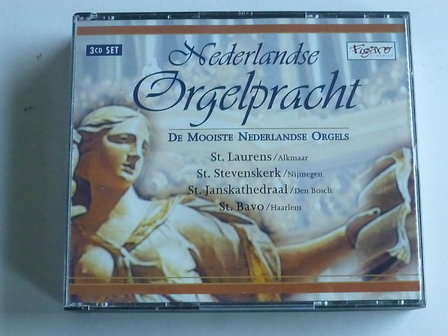 3CD SET
Figaro
Nederlandse
Orgelpracht
DE MOOISTE NEDERLANDSE ORGELS
St. Laurens/Alkmaar
St. Stevenskerk/Nijmegen
St. Janskathedraal/Den Bosch
St. Bavo/Haarlem